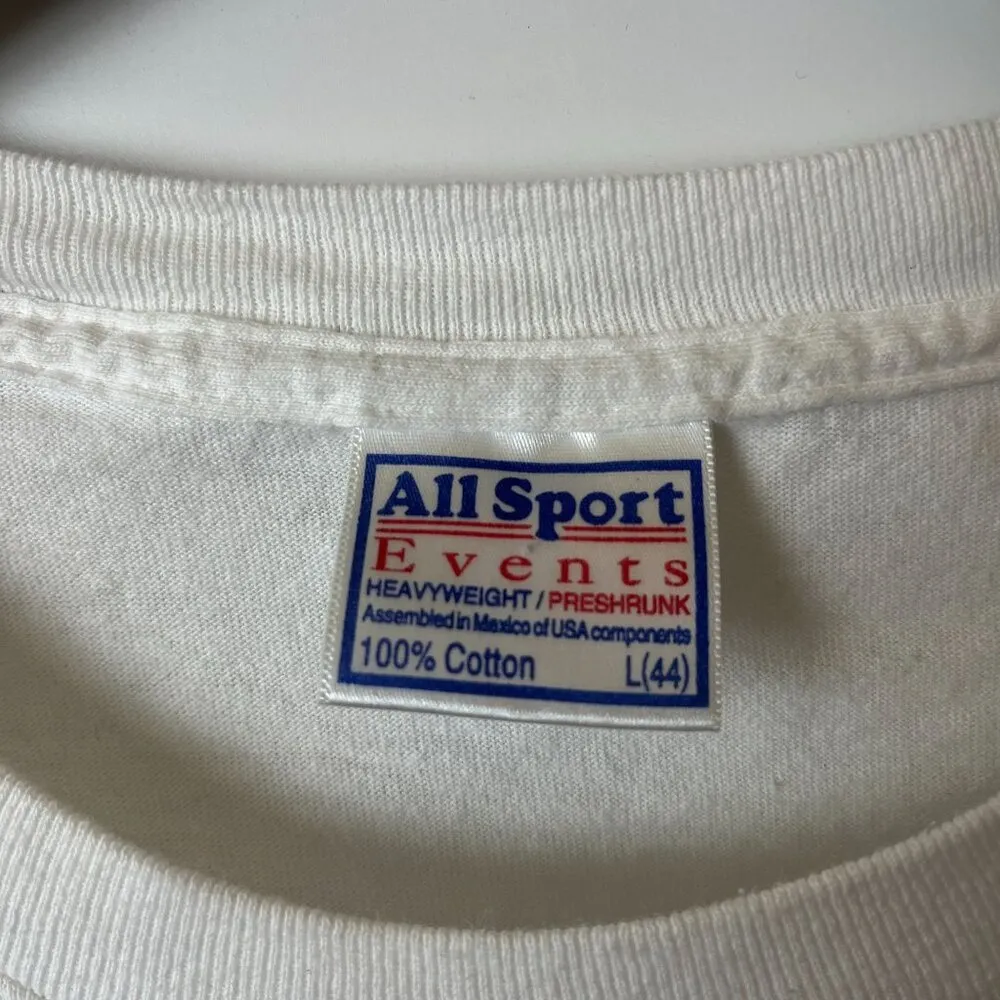 All Sport
Events
HEAVYWEIGHT / PRESHRUNK
Assembled in Mexico of USA components
100% Cotton L(44)